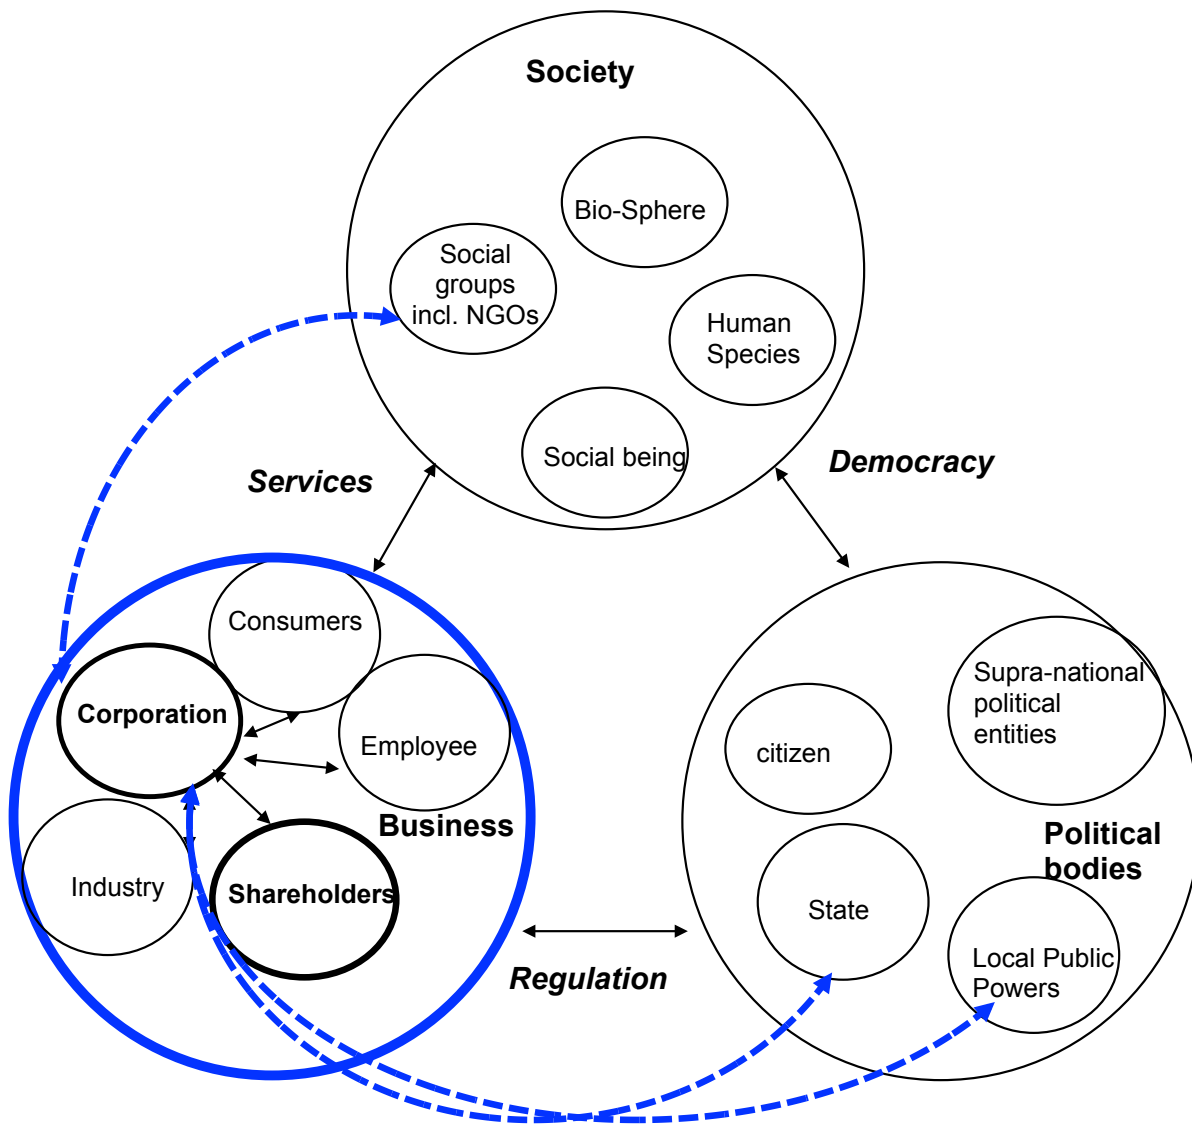 Society
Bio-Sphere
Social
groups
incl. NGOs
Human
Species
Social being
Services
Democracy
Consumers
Corporation
Employee
Business
Industry
Shareholders
Supra-national
political
entities
citizen
Political
bodies
State
Local Public
Powers
Regulation